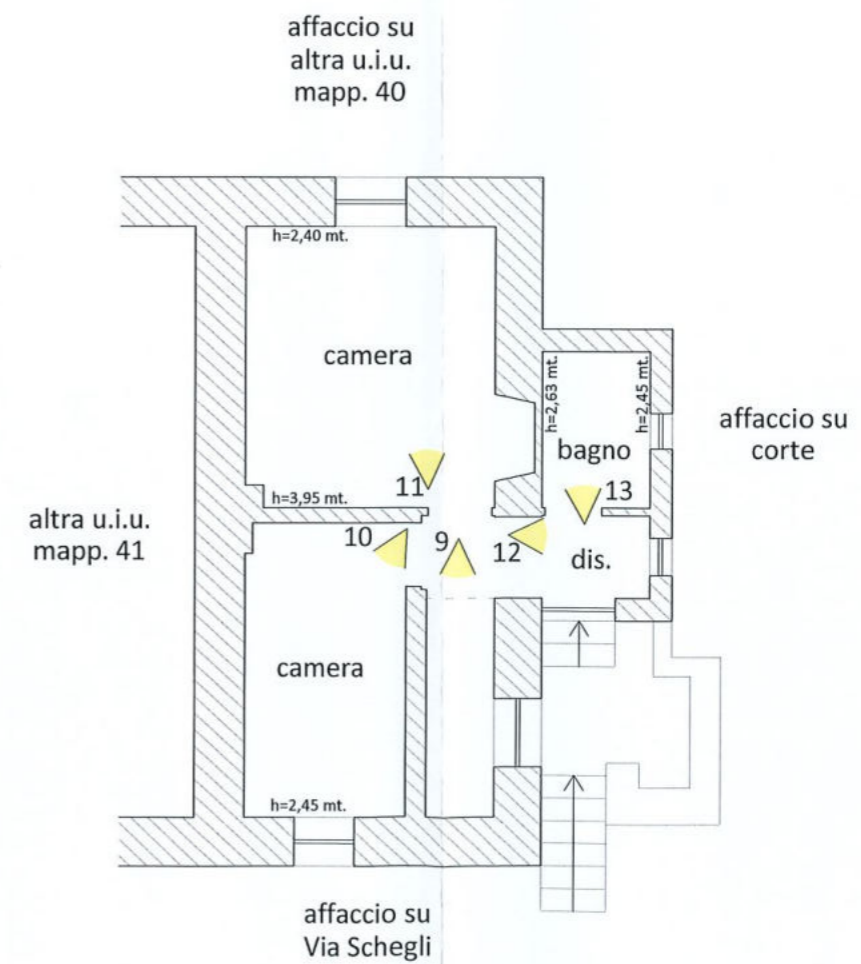 affaccio su
altra u.i.u.
mapp. 40
h=2,40 mt.
camera
h=2,63 mt.
h=2,45 mt.
affaccio su
corte
bagno
11
13
h=3,95 mt.
altra u.i.u.
mapp. 41
10
9
12
dis.
camera
h=2,45 mt.
affaccio su
Via Schegli